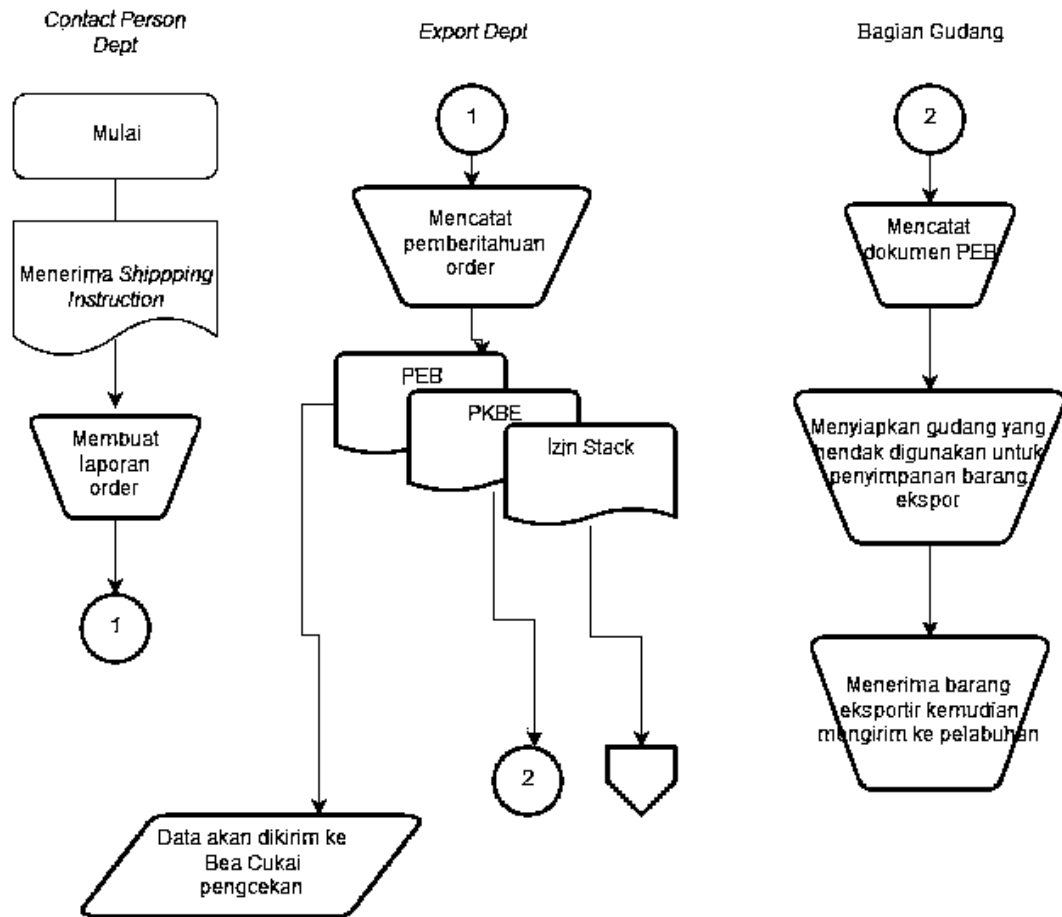 Contact Person
Dept
Mulai
Menerima Shippping
Instruction
Membuat
laporan
order
1
Export Dept
1
Mencatat
pemberitahuan
order
PEB
PKBE
Izin Stack
2
Data akan dikirim ke
Bea Cukai
pengcekan
Bagian Gudang
2
Mencatat
dokumen PEB
Menyiapkan gudang yang
hendak digunakan untuk
penyimpanan barang
ekspor
Menerima barang
eksportir kemudian
mengirim ke pelabuhan